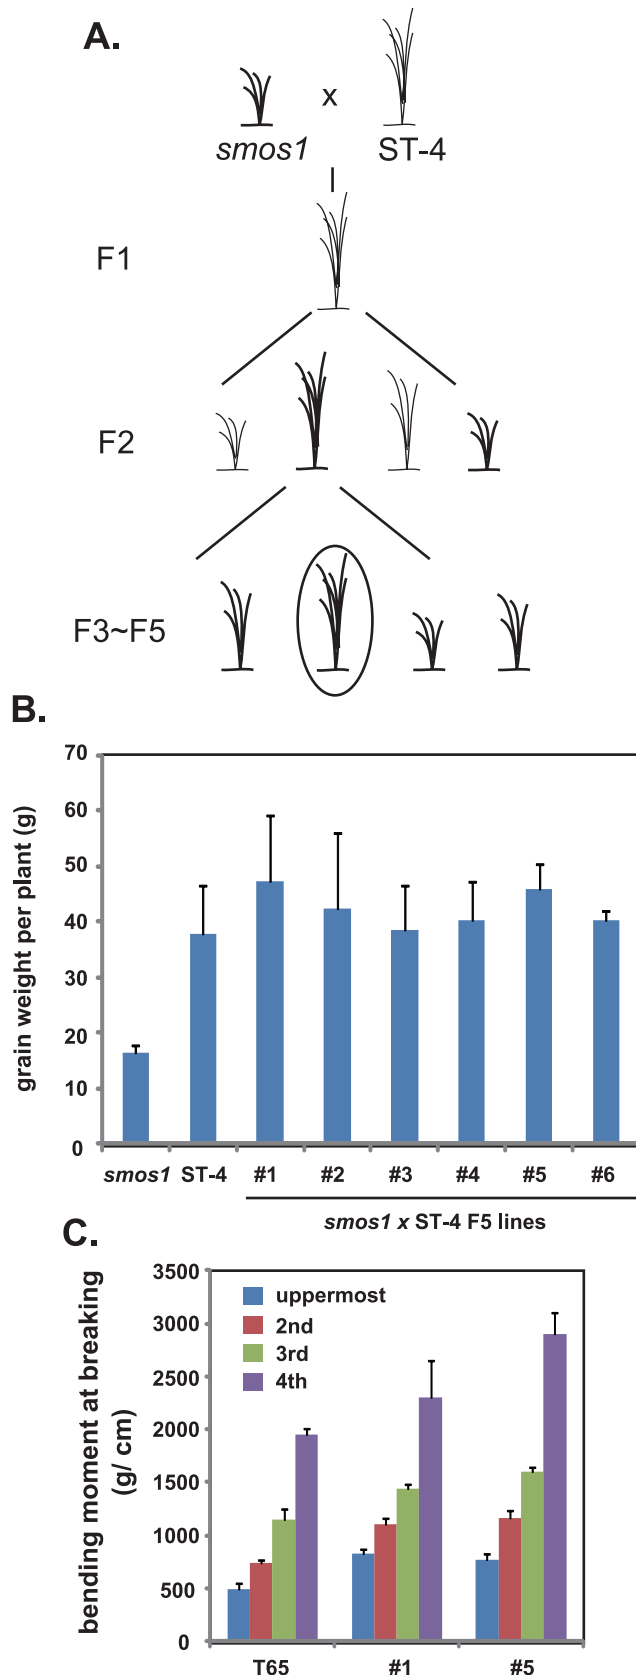 A.
x
smos1 ST-4
F1
F2
F3~F5
B.
grain weight per plant (g)
70
60
50
40
30
20
10
0
smos1 ST-4 #1 #2 #3 #4 #5 #6
smos1 x ST-4 F5 lines
C.
bending moment at breaking
(g/ cm)
3500
3000
2500
2000
1500
1000
500
0
uppermost
2nd
3rd
4th
T65 #1 #5